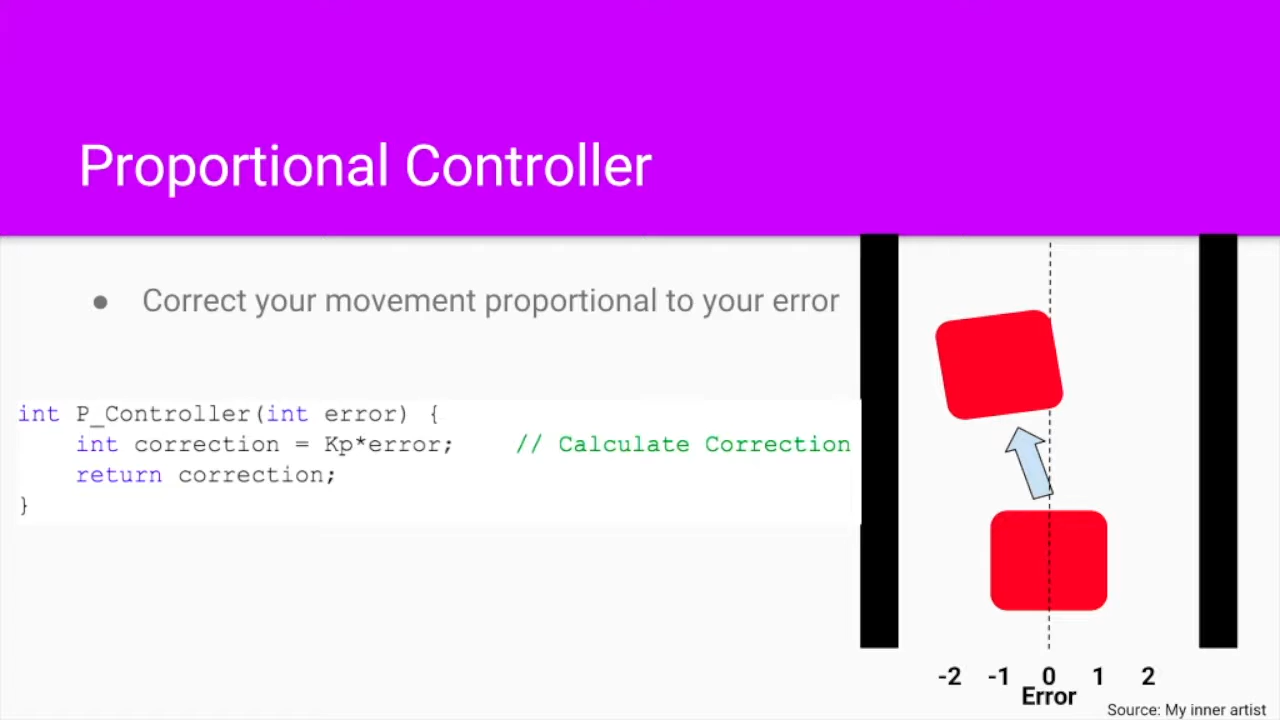 Proportional Controller
● Correct your movement proportional to your error
int P_Controller(int error) {
    int correction = Kp*error;    // Calculate Correction
    return correction;
}
-2 -1 0 1 2
Error
Source: My inner artist